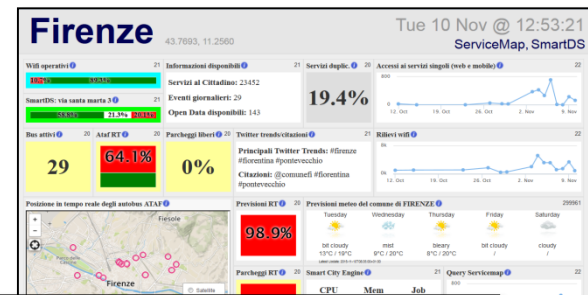 Firenze
43.7693, 11.2560
Tue 10 Nov @ 12:53:21
ServiceMap, SmartDS
Wifi operativi 21
Informazioni disponibili 21
Servizi duplic. 20
Accessi ai servizi singoli (web e mobile) 22
Servizi al Cittadino: 23452
Eventi giornalieri: 29
Open Data disponibili: 143
19.4%
800
0
12. Oct 19. Oct 26. Oct 2. Nov 9. Nov
SmartDS: via santa marta 3 21
21.3%
Bus attivi 20
Ataf RT 20
Parcheggi liberi 20
Twitter trends/citazioni 21
Rilievi wifi 22
29
64.1%
0%
Principali Twitter Trends: #firenze
#fiorentina #pontevecchio
Citazioni: @comunefi #fiorentina
#pontevecchio
12. Oct 19. Oct 26. Oct 2. Nov 9. Nov
Posizione in tempo reale degli autobus ATAF
Previsioni RT 20
Previsioni meteo del comune di FIRENZE 299961
Fiesole
Firenze
Satellite
98.9%
Tuesday Wednesday Thursday Friday Saturday
bit cloudy mist bleary bit cloudy cloudy
13°C / 19°C 9°C / 20°C 8°C / 20°C / /
Parcheggi RT 20
Smart City Engine 21
Query Servicemap 22
CPU Mem Job